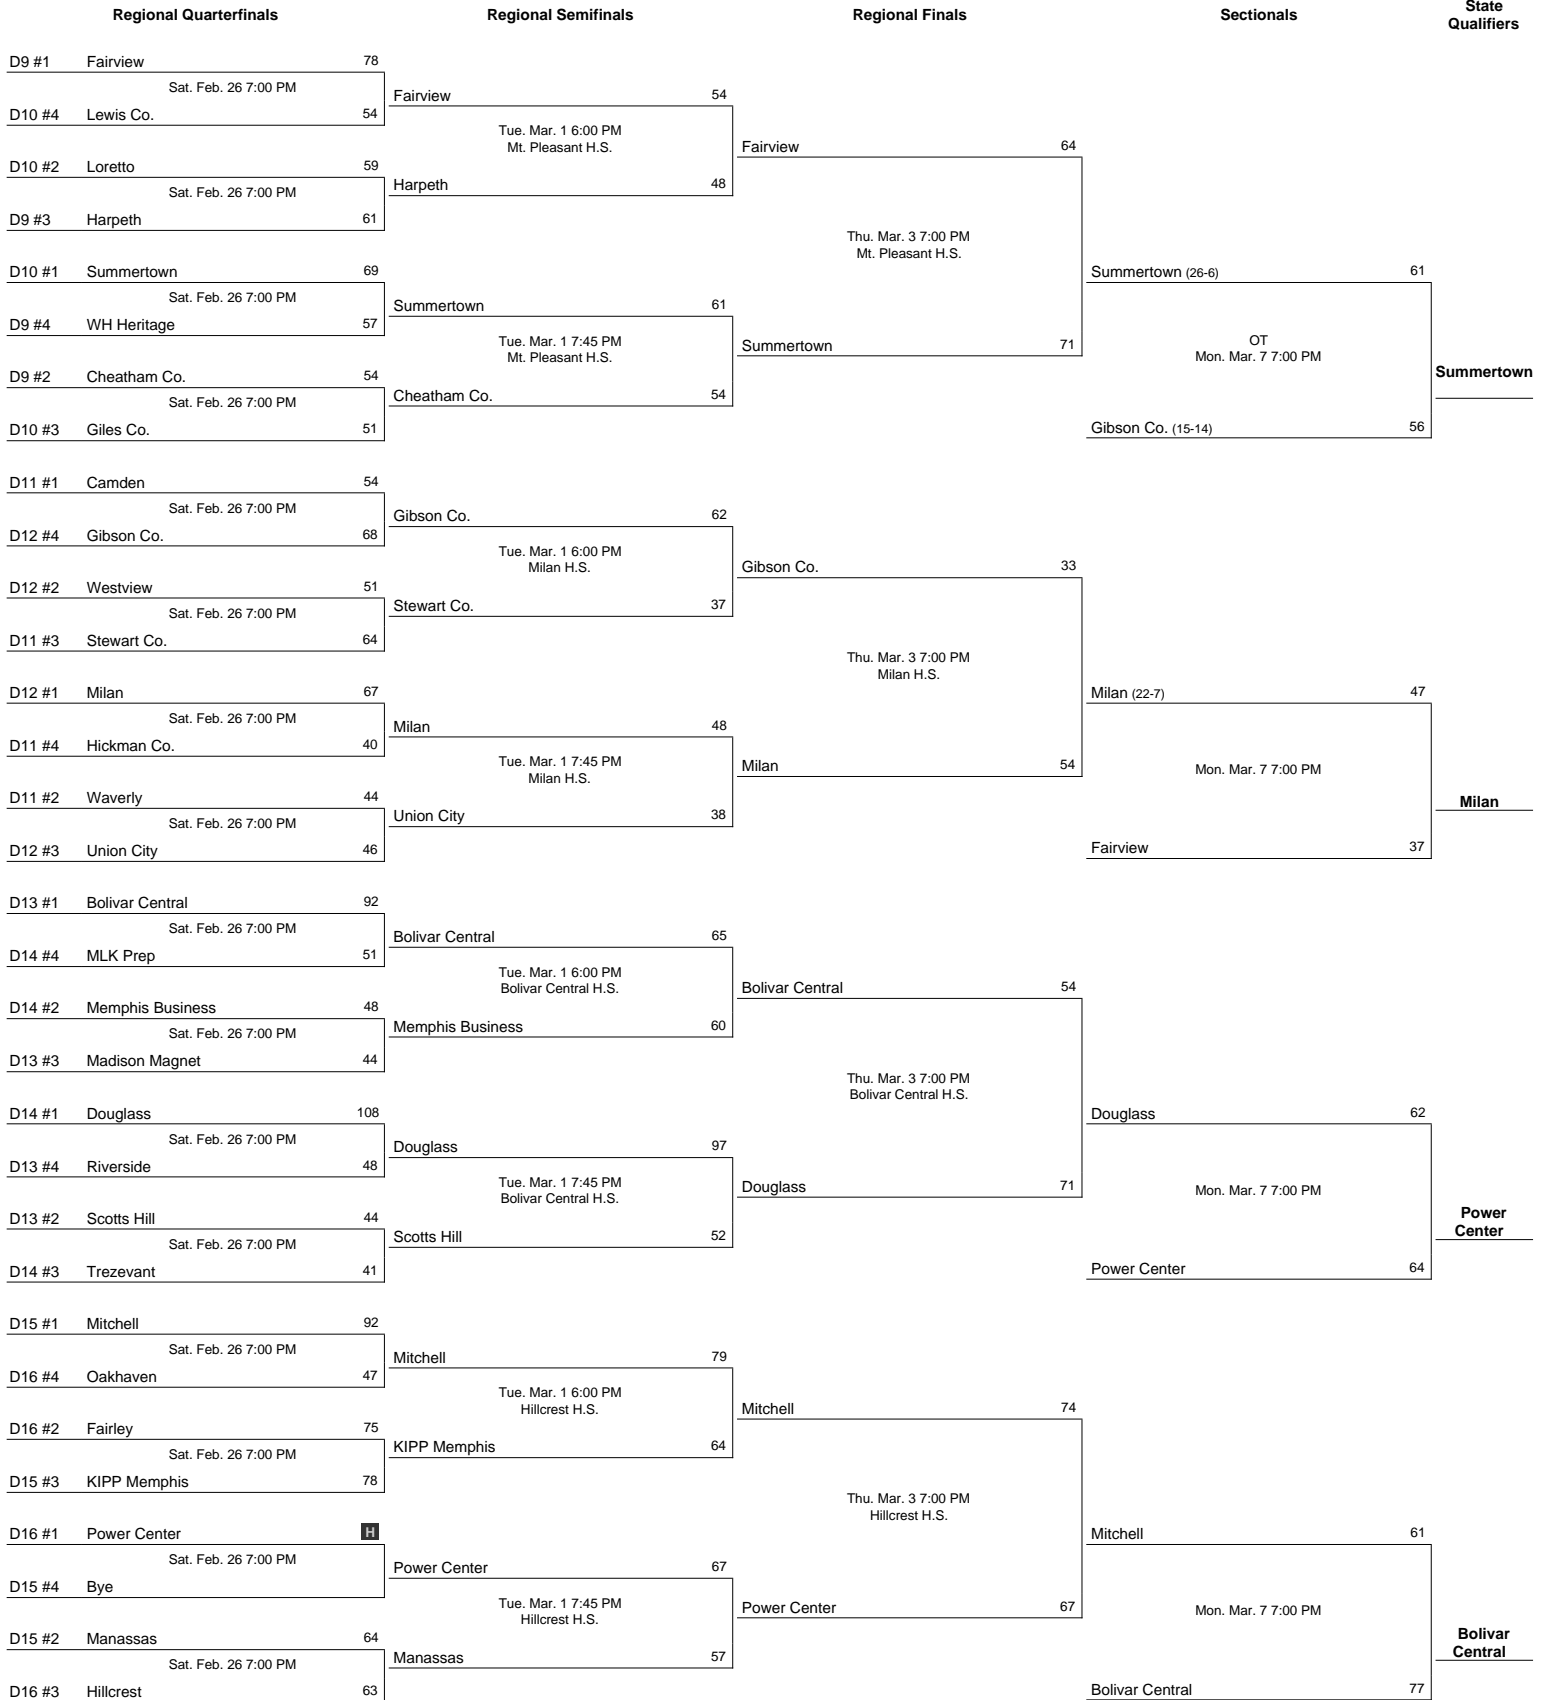 Regional Quarterfinals
Regional Semifinals
Regional Finals
Sectionals
State
Qualifiers
D9 #1 Fairview 78
Sat. Feb. 26 7:00 PM
D10 #4 Lewis Co. 54
D10 #2 Loretto 59
Sat. Feb. 26 7:00 PM
D9 #3 Harpeth 61
D10 #1 Summertown 69
Sat. Feb. 26 7:00 PM
D9 #4 WH Heritage 57
D9 #2 Cheatham Co. 54
Sat. Feb. 26 7:00 PM
D10 #3 Giles Co. 51
D11 #1 Camden 54
Sat. Feb. 26 7:00 PM
D12 #4 Gibson Co. 68
D12 #2 Westview 51
Sat. Feb. 26 7:00 PM
D11 #3 Stewart Co. 64
D12 #1 Milan 67
Sat. Feb. 26 7:00 PM
D11 #4 Hickman Co. 40
D11 #2 Waverly 44
Sat. Feb. 26 7:00 PM
D12 #3 Union City 46
D13 #1 Bolivar Central 92
Sat. Feb. 26 7:00 PM
D14 #4 MLK Prep 51
D14 #2 Memphis Business 48
Sat. Feb. 26 7:00 PM
D13 #3 Madison Magnet 44
D14 #1 Douglass 108
Sat. Feb. 26 7:00 PM
D13 #4 Riverside 48
D13 #2 Scotts Hill 44
Sat. Feb. 26 7:00 PM
D14 #3 Trezevant 41
D15 #1 Mitchell 92
Sat. Feb. 26 7:00 PM
D16 #4 Oakhaven 47
D16 #2 Fairley 75
Sat. Feb. 26 7:00 PM
D15 #3 KIPP Memphis 78
D16 #1 Power Center H
Sat. Feb. 26 7:00 PM
D15 #4 Bye
D15 #2 Manassas 64
Sat. Feb. 26 7:00 PM
D16 #3 Hillcrest 63
Fairview 54
Tue. Mar. 1 6:00 PM
Mt. Pleasant H.S.
Harpeth 48
Summertown 61
Tue. Mar. 1 7:45 PM
Mt. Pleasant H.S.
Cheatham Co. 54
Gibson Co. 62
Tue. Mar. 1 6:00 PM
Milan H.S.
Stewart Co. 37
Milan 48
Tue. Mar. 1 7:45 PM
Milan H.S.
Union City 38
Bolivar Central 65
Tue. Mar. 1 6:00 PM
Bolivar Central H.S.
Memphis Business 60
Douglass 97
Tue. Mar. 1 7:45 PM
Bolivar Central H.S.
Scotts Hill 52
Mitchell 79
Tue. Mar. 1 6:00 PM
Hillcrest H.S.
KIPP Memphis 64
Power Center 67
Tue. Mar. 1 7:45 PM
Hillcrest H.S.
Manassas 57
Fairview 64
Thu. Mar. 3 7:00 PM
Mt. Pleasant H.S.
Summertown 71
Gibson Co. 33
Thu. Mar. 3 7:00 PM
Milan H.S.
Milan 54
Bolivar Central 54
Thu. Mar. 3 7:00 PM
Bolivar Central H.S.
Douglass 71
Mitchell 74
Thu. Mar. 3 7:00 PM
Hillcrest H.S.
Power Center 67
Summertown (26-6) 61
OT
Mon. Mar. 7 7:00 PM
Gibson Co. (15-14) 56
Milan (22-7) 47
Mon. Mar. 7 7:00 PM
Fairview 37
Douglass 62
Mon. Mar. 7 7:00 PM
Power Center 64
Mitchell 61
Mon. Mar. 7 7:00 PM
Bolivar Central 77
Summertown
Milan
Power
Center
Bolivar
Central